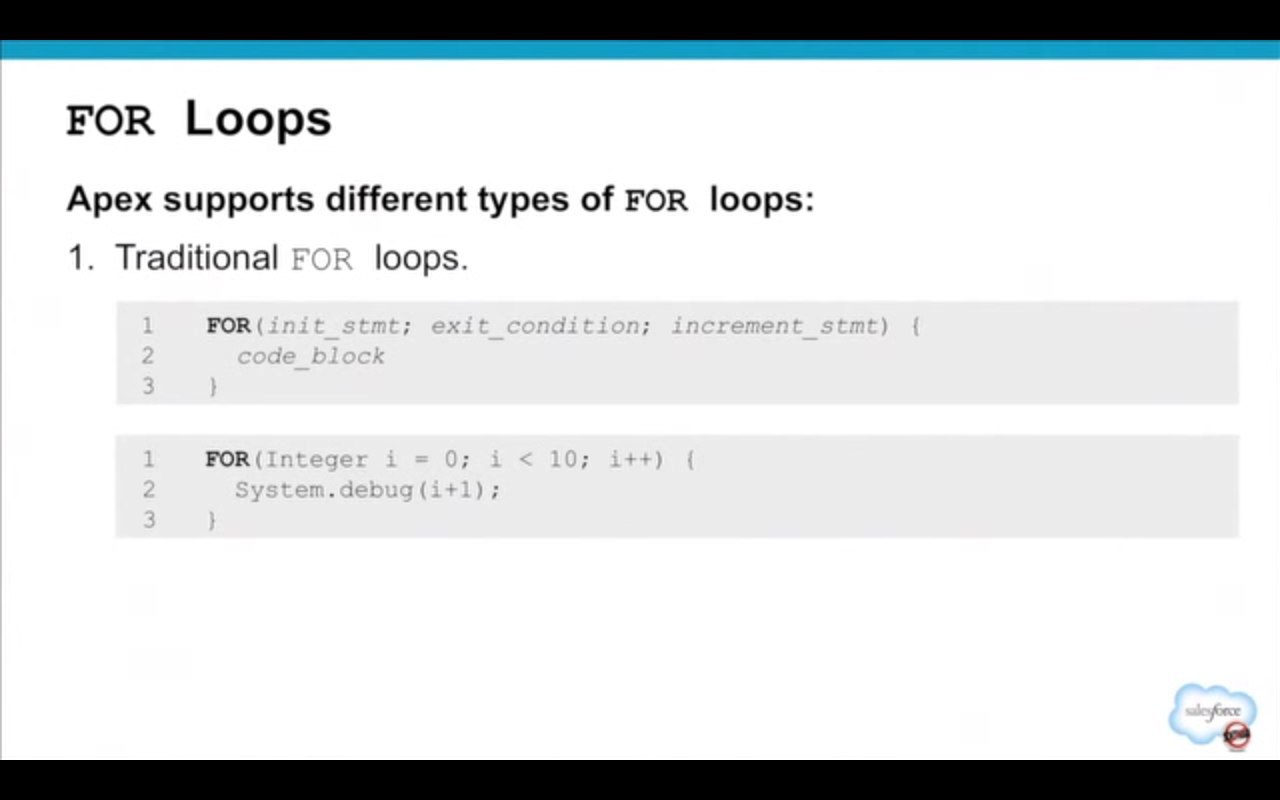 FOR Loops
Apex supports different types of FOR loops:
1. Traditional FOR loops.
1 FOR(init_stmt; exit_condition; increment_stmt) {
2 code_block
3 }
1 FOR(Integer i = 0; i < 10; i++) {
2 System.debug(i+1);
3 }
salesforce